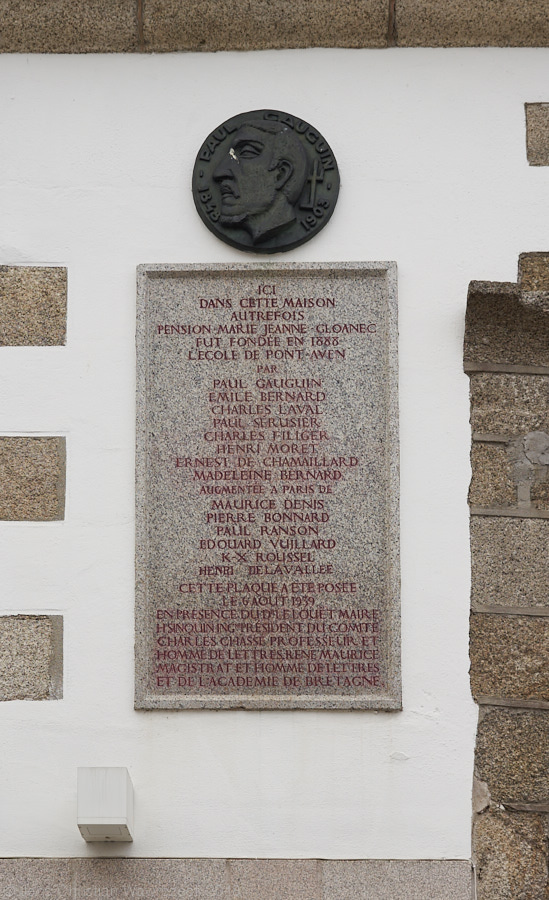 PAUL GAUGUIN
1848 1903
ICI
DANS CETTE MAISON
AUTREFOIS
PENSION MARIE JEANNE GLOANEC
FUT FONDÉE EN 1888
L'ECOLE DE PONT-AVEN
PAR
PAUL GAUGUIN
EMILE BERNARD
CHARLES LAVAL
PAUL SERUSIER
CHARLES FILIGER
HENRI MORET
ERNEST DE CHAMAILLARD
MADELEINE BERNARD
AUGMENTÉE A PARIS DE
MAURICE DENIS
PIERRE BONNARD
PAUL RANSON
EDOUARD VUILLARD
K-X ROUSSEL
HENRI DELAVALLÉE
CETTE PLAQUE A ÉTÉ POSÉE
LE 6 AOUT 1939
EN PRÉSENCE DU DR LE LOUET MAIRE
PRÉSIDENT DU COMITÉ
CHARLES CHASSÉ PROFESSEUR ET
HOMME DE LETTRES, RENÉ MAURICE
MAGISTRAT ET HOMME DE LETTRES
ET DE L'ACADEMIE DE BRETAGNE